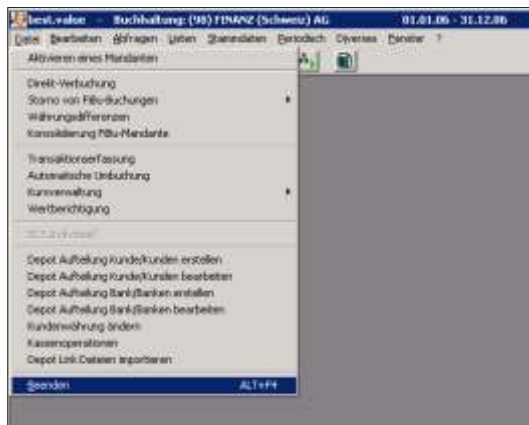 best.value - Buchhaltung: (98) FINANZ (Schweiz) AG 01.01.06 - 31.12.06
Datei Bearbeiten Abfragen Listen Stammdaten Periodisch Diverses Fenster ?
Aktivieren eines Mandanten
Direkt-Verbuchung
Storno von FiBu-Buchungen
Währungsdifferenzen
Konsolidierung FiBu-Mandante
Transaktionserfassung
Automatische Umbuchung
Kursverwaltung
Wertberichtigung
Depot Aufteilung Kunde/Kunden erstellen
Depot Aufteilung Kunde/Kunden bearbeiten
Depot Aufteilung Bank/Banken erstellen
Depot Aufteilung Bank/Banken bearbeiten
Kundenwährung ändern
Kassenoperationen
Depot Link Dateien importieren
Beenden ALT+F4